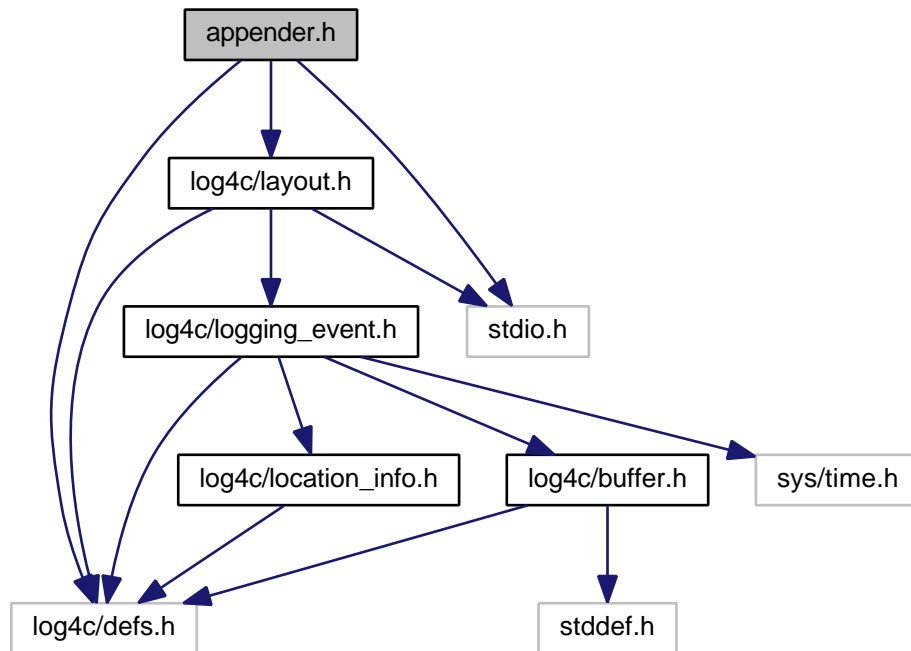 appender.h
log4c/layout.h
log4c/logging_event.h
stdio.h
log4c/location_info.h
log4c/buffer.h
sys/time.h
log4c/defs.h
stddef.h